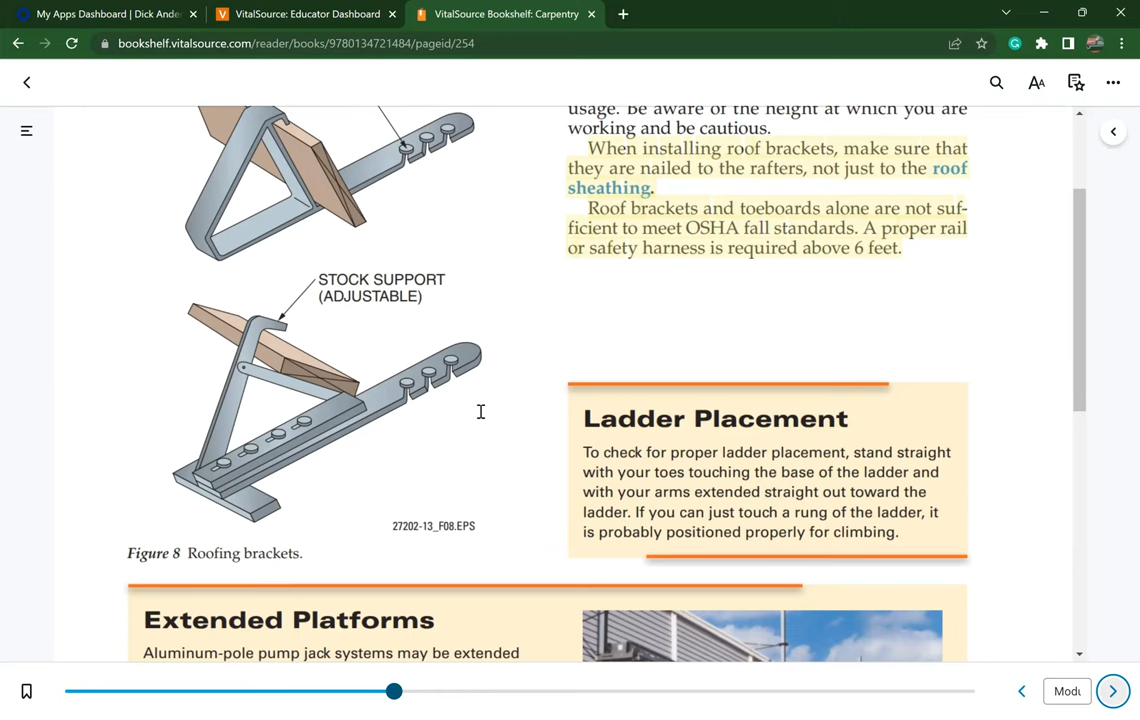 My Apps Dashboard | Dick Ander
VitalSource: Educator Dashboard
VitalSource Bookshelf: Carpentry
bookshelf.vitalsource.com/reader/books/9780134721484/pageid/254
STOCK SUPPORT
(ADJUSTABLE)
27202-13_F08.EPS
Figure 8 Roofing brackets.
usage. Be aware of the height at which you are
working and be cautious.
When installing roof brackets, make sure that
they are nailed to the rafters, not just to the roof
sheathing.
Roof brackets and toeboards alone are not suf-
ficient to meet OSHA fall standards. A proper rail
or safety harness is required above 6 feet.
Ladder Placement
To check for proper ladder placement, stand straight
with your toes touching the base of the ladder and
with your arms extended straight out toward the
ladder. If you can just touch a rung of the ladder, it
is probably positioned properly for climbing.
Extended Platforms
Aluminum-pole pump jack systems may be extended
Modu